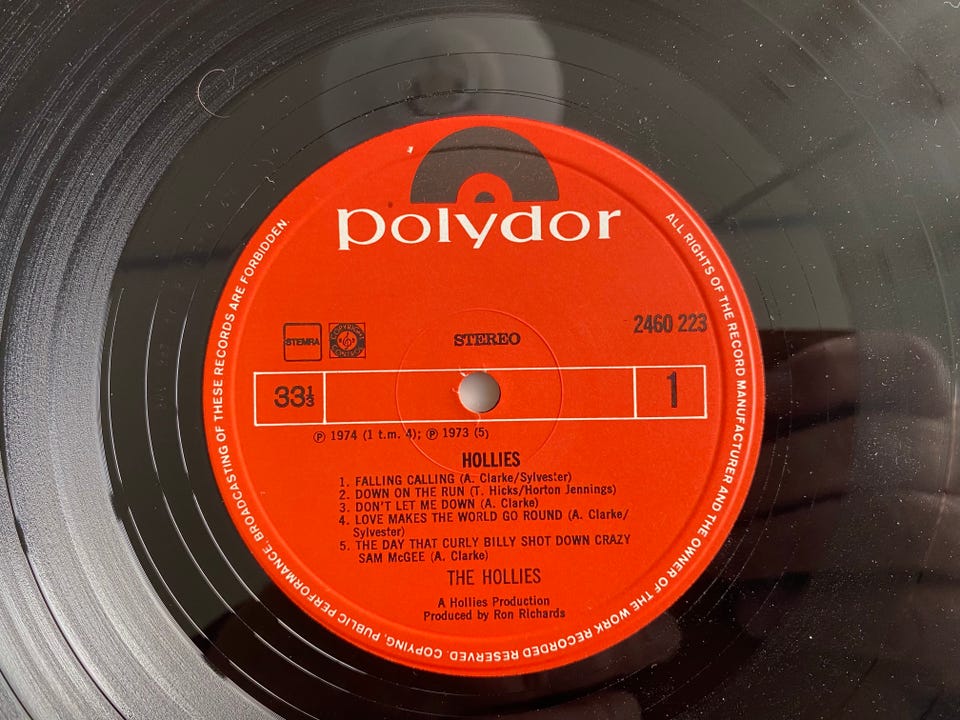 polydor
STEMRA
COPYRIGHT CONTROL
STEREO
2460 223
33⅓
1
℗ 1974 (1 t.m. 4); ℗ 1973 (5)
HOLLIES
1. FALLING CALLING (A. Clarke/Sylvester)
2. DOWN ON THE RUN (T. Hicks/Horton Jennings)
3. DON'T LET ME DOWN (A. Clarke)
4. LOVE MAKES THE WORLD GO ROUND (A. Clarke/
Sylvester)
5. THE DAY THAT CURLY BILLY SHOT DOWN CRAZY
SAM McGEE (A. Clarke)
THE HOLLIES
A Hollies Production
Produced by Ron Richards
ALL RIGHTS OF THE RECORD MANUFACTURER AND THE OWNER OF THE WORK RECORDED RESERVED. COPYING, PUBLIC PERFORMANCE, BROADCASTING OF THESE RECORDS ARE FORBIDDEN.